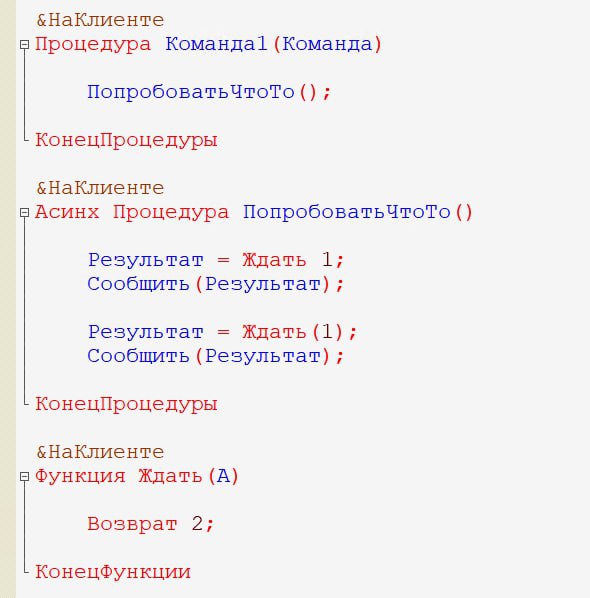 &НаКлиенте
Процедура Команда1(Команда)
ПопробоватьЧтоТо();
КонецПроцедуры
&НаКлиенте
Асинх Процедура ПопробоватьЧтоТо()
Результат = Ждать 1;
Сообщить(Результат);
Результат = Ждать(1);
Сообщить(Результат);
КонецПроцедуры
&НаКлиенте
Функция Ждать(А)
Возврат 2;
КонецФункции